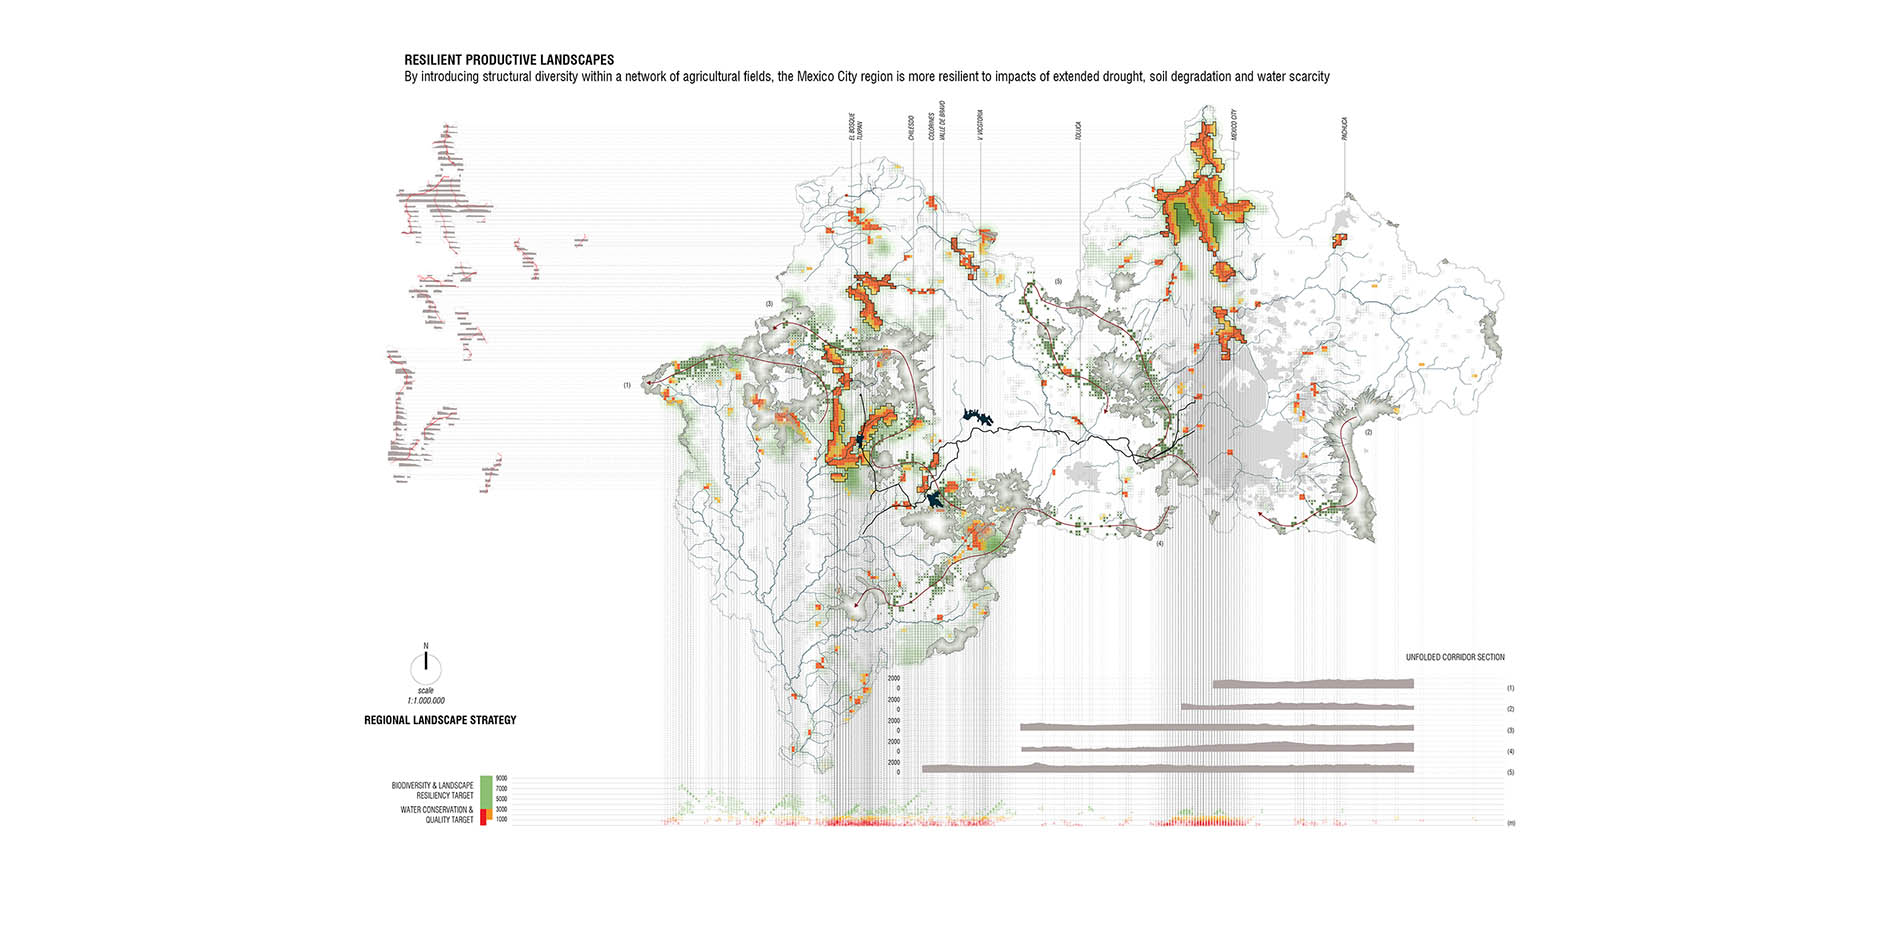 RESILIENT PRODUCTIVE LANDSCAPES
By introducing structural diversity within a network of agricultural fields, the Mexico City region is more resilient to impacts of extended drought, soil degradation and water scarcity
EL BOSQUE
TUXPAN
CHILESDO
COLORINES
VALLE DE BRAVO
V. VICGTORIA
TOLUCA
MEXICO CITY
PACHUCA
(5)
(3)
(1)
(2)
(4)
N
scale
1:1.000.000
REGIONAL LANDSCAPE STRATEGY
UNFOLDED CORRIDOR SECTION
2000
0
(1)
2000
0
(2)
2000
0
(3)
2000
0
(4)
2000
0
(5)
BIODIVERSITY & LANDSCAPE
RESILIENCY TARGET
WATER CONSERVATION &
QUALITY TARGET
9000
7000
5000
3000
1000
(m)